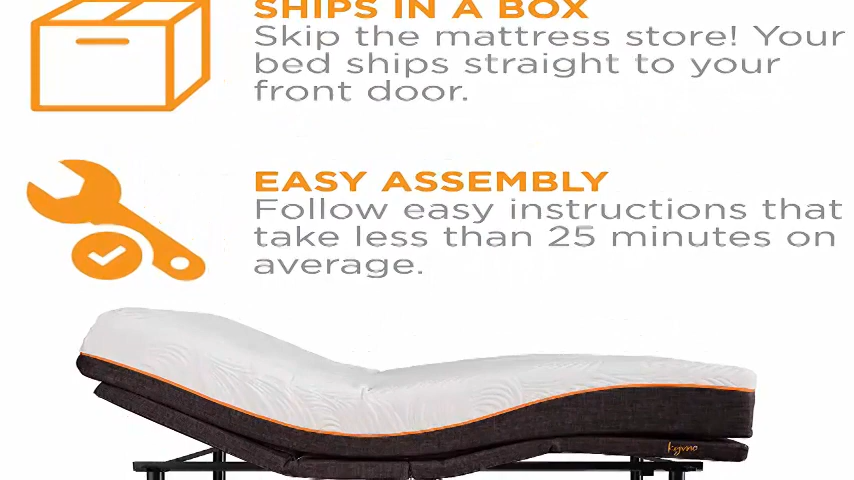 SHIPS IN A BOX
Skip the mattress store! Your
bed ships straight to your
front door.
EASY ASSEMBLY
Follow easy instructions that
take less than 25 minutes on
average.